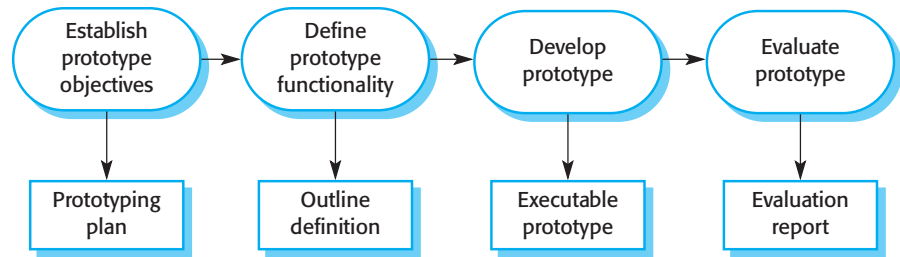 Establish
prototype
objectives
Define
prototype
functionality
Develop
prototype
Evaluate
prototype
Prototyping
plan
Outline
definition
Executable
prototype
Evaluation
report